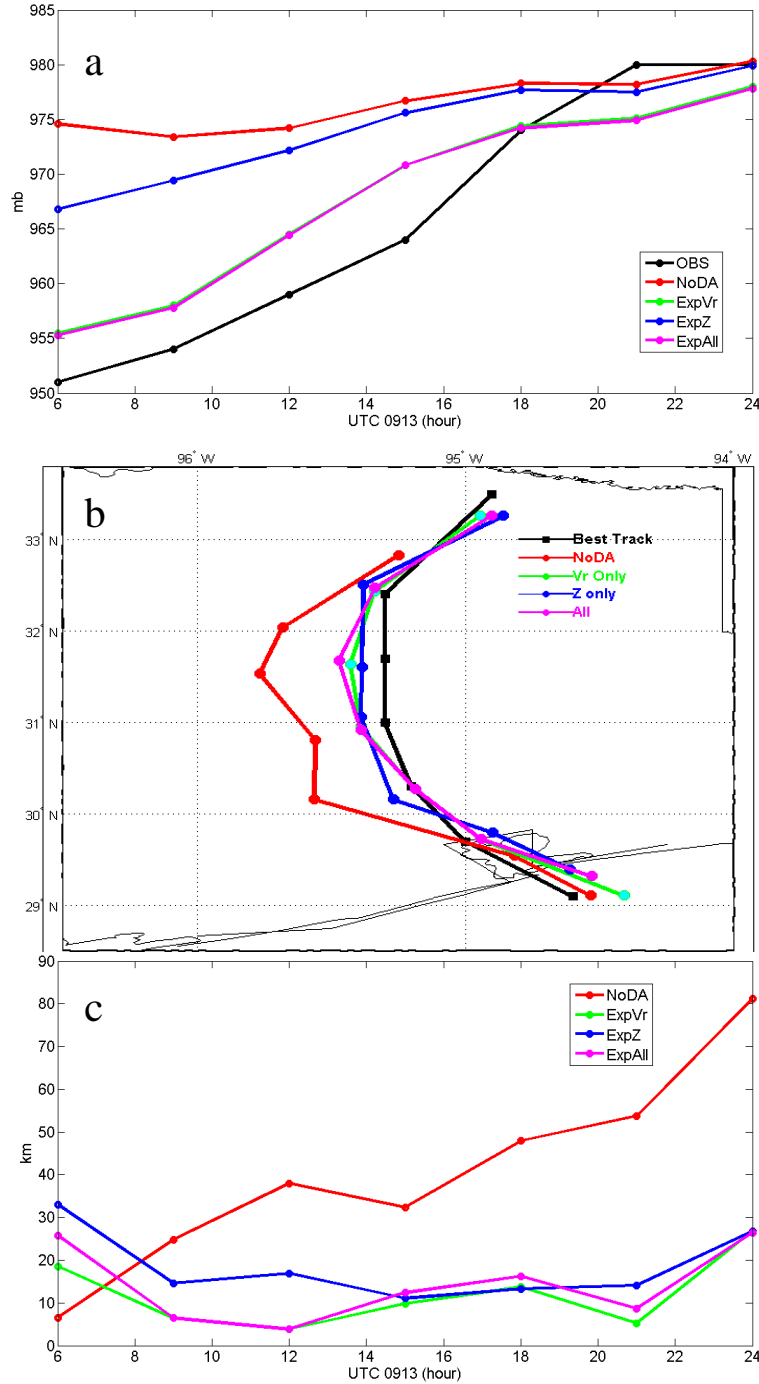 985
980
975
970
965
960
955
950
mb
a
OBS
NoDA
ExpVr
ExpZ
ExpAll
6 8 10 12 14 16 18 20 22 24
UTC 0913 (hour)
96° W 95° W 94° W
b
33° N
32° N
31° N
30° N
29° N
Best Track
NoDA
Vr Only
Z only
All
90
80
70
60
50
40
30
20
10
0
km
c
NoDA
ExpVr
ExpZ
ExpAll
6 8 10 12 14 16 18 20 22 24
UTC 0913 (hour)